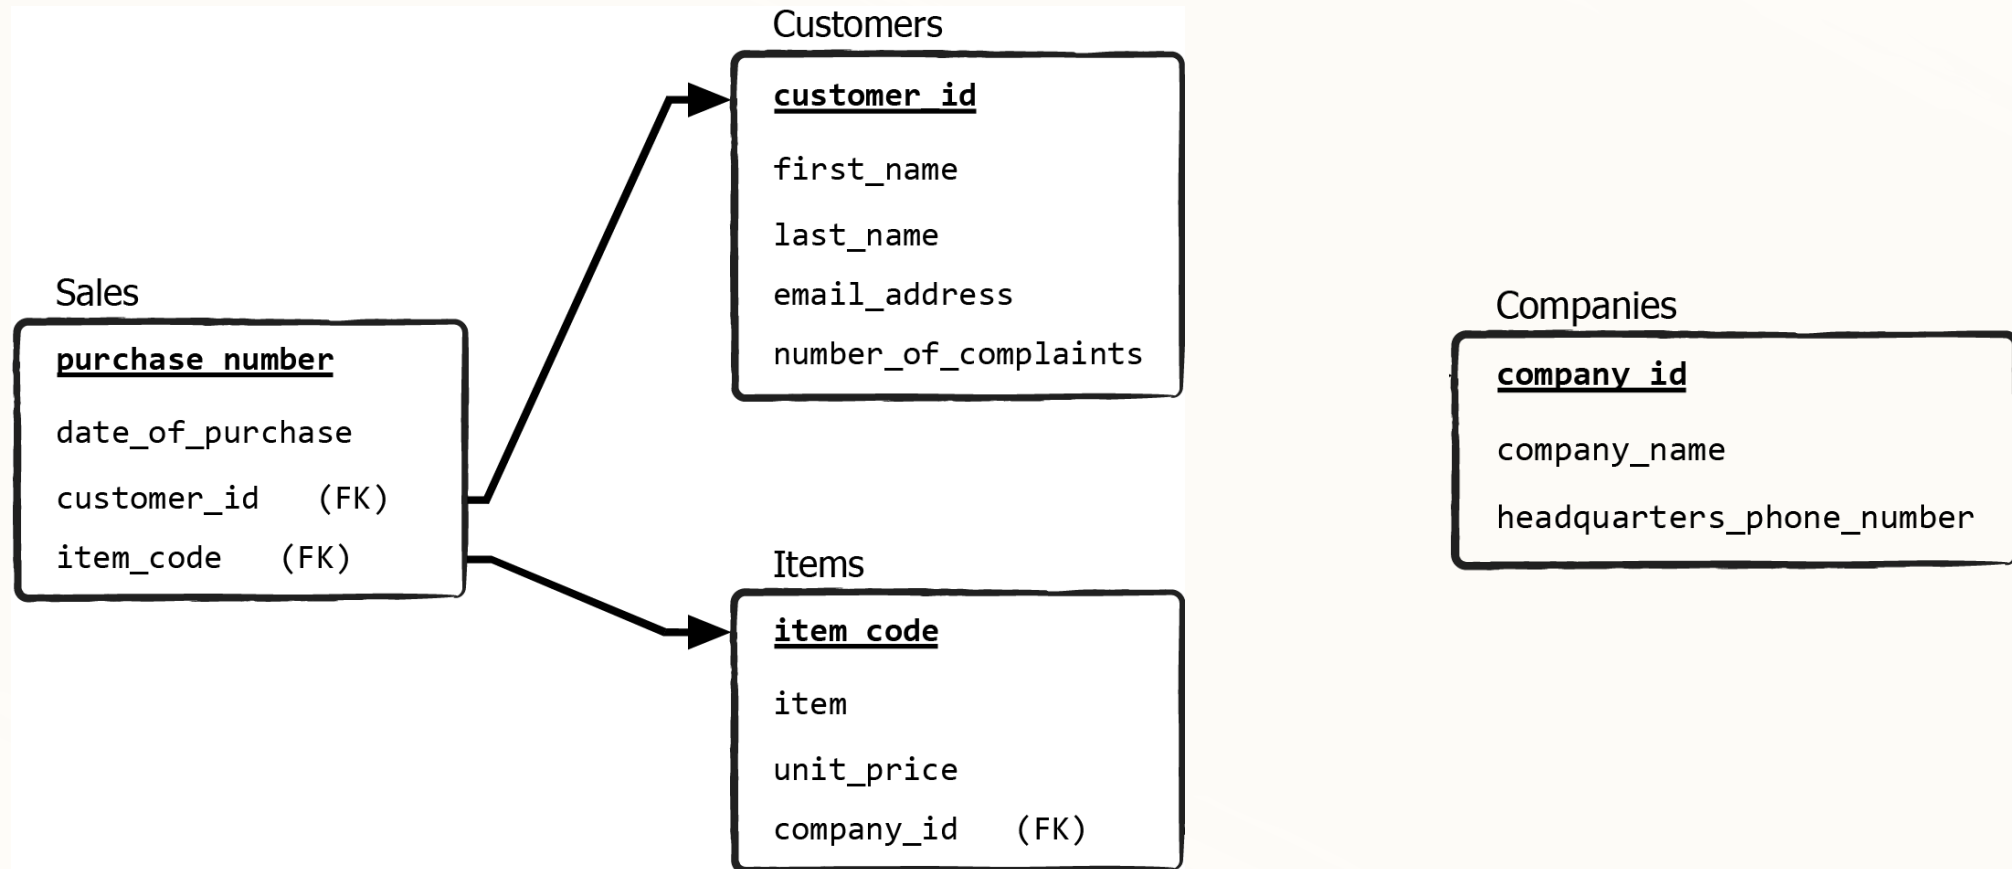 Customers
customer_id
first_name
last_name
email_address
number_of_complaints
Sales
purchase_number
date_of_purchase
customer_id (FK)
item_code (FK)
Items
item_code
item
unit_price
company_id (FK)
Companies
company_id
company_name
headquarters_phone_number